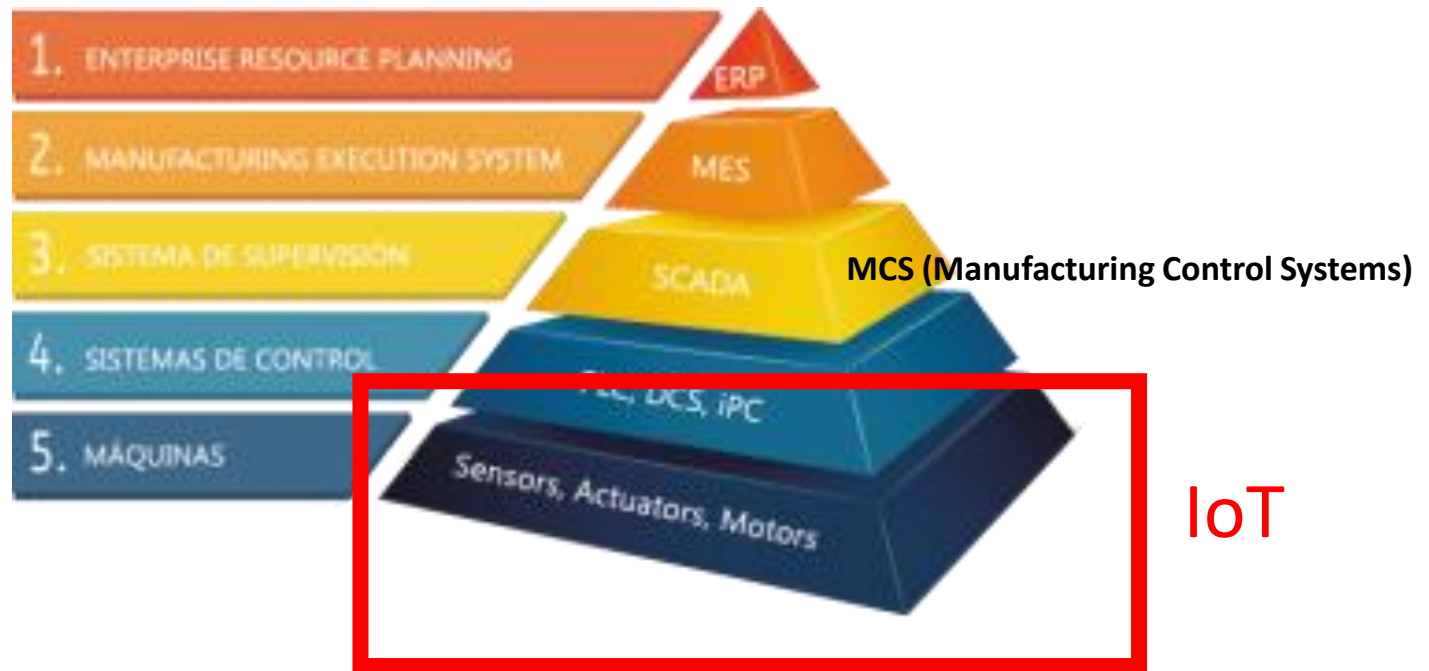 1. ENTERPRISE RESOURCE PLANNING
ERP
2. MANUFACTURING EXECUTION SYSTEM
MES
3. SISTEMA DE SUPERVISIÓN
SCADA
MCS (Manufacturing Control Systems)
4. SISTEMAS DE CONTROL
PLC, DCS, iPC
5. MÁQUINAS
Sensors, Actuators, Motors
IoT